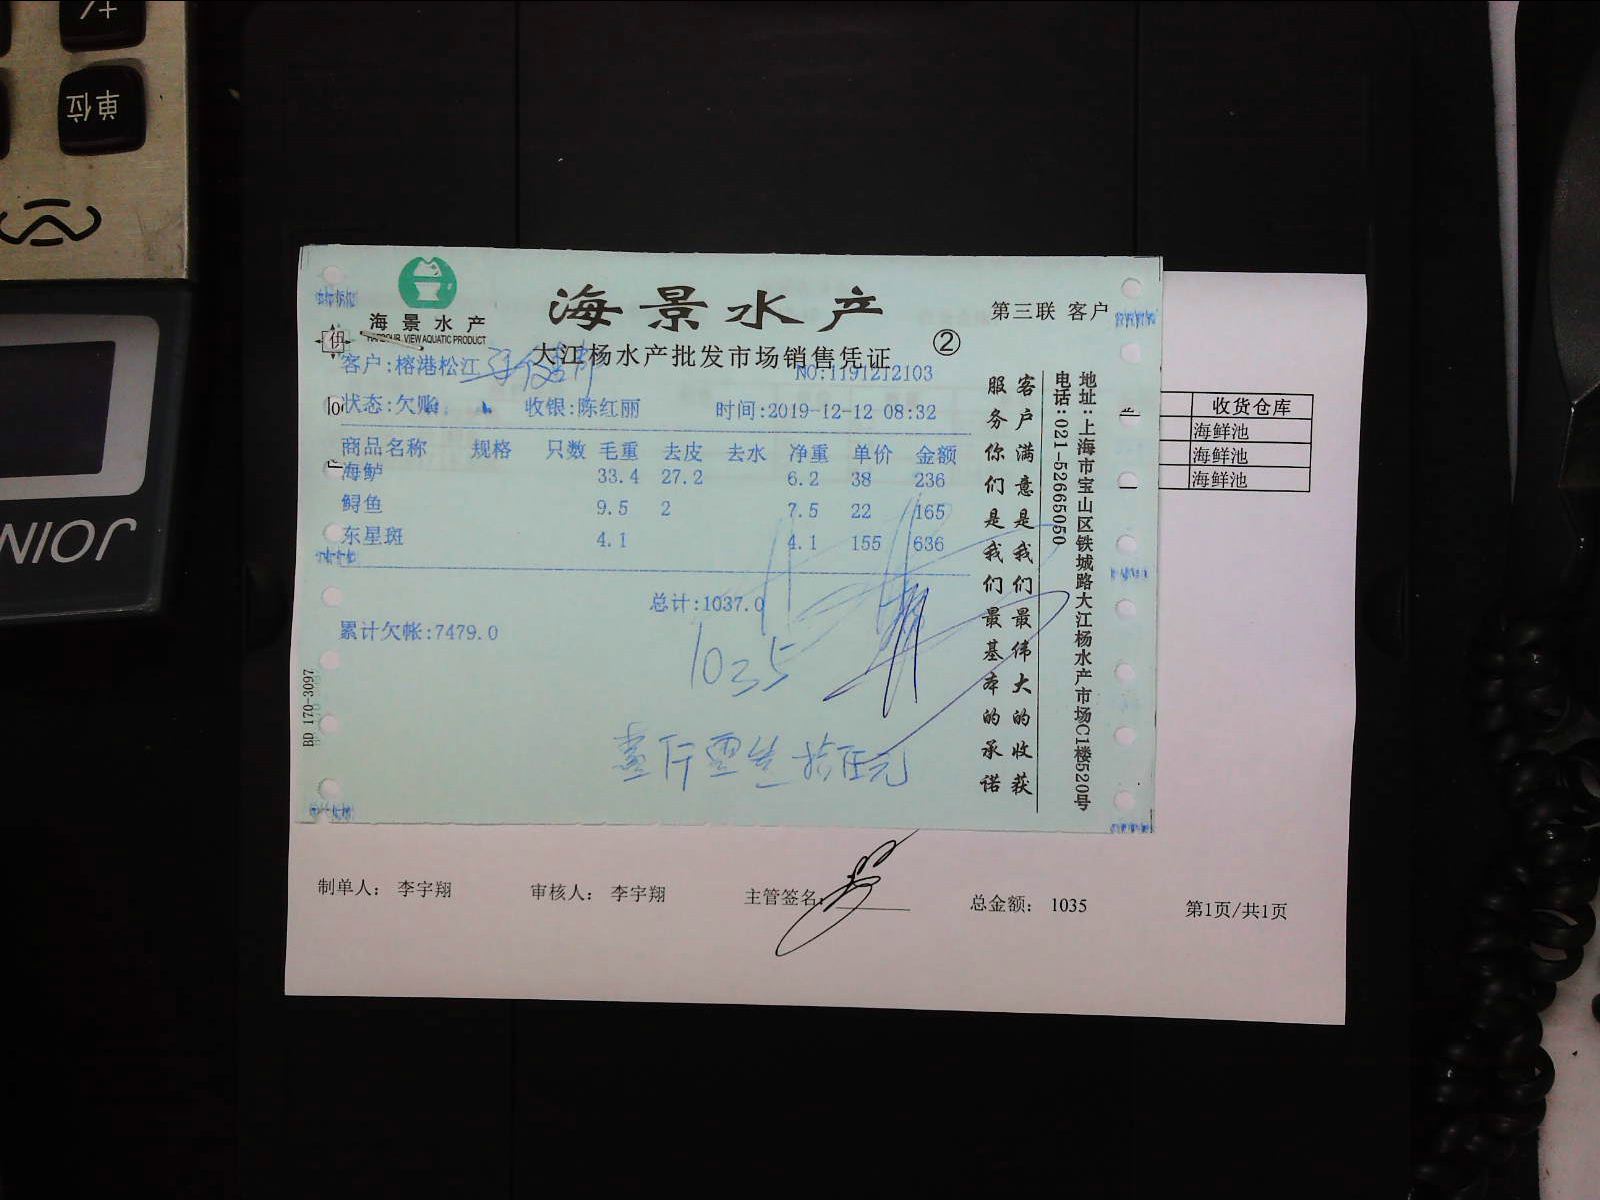 单位
JOIN
海景水产
HARBOUR VIEW AQUATIC PRODUCT
海景水产
第三联 客户
大江杨水产批发市场销售凭证 ②
客户:榕港松江
NO:1191212103
状态:欠账 收银:陈红丽 时间:2019-12-12 08:32
商品名称 规格 只数 毛重 去皮 去水 净重 单价 金额
海鲈 33.4 27.2 6.2 38 236
鲟鱼 9.5 2 7.5 22 165
东星斑 4.1 4.1 155 636
总计:1037.0
累计欠帐:7479.0
1035
壹仟零叁拾伍元
BD 170-3097
客户满意是我们最伟大的收获
服务你们是我们最基本的承诺
地址:上海市宝山区铁城路大江杨水产市场C1楼520号
电话:021-52665050
收货仓库
海鲜池
海鲜池
海鲜池
制单人: 李宇翔 审核人: 李宇翔 主管签名: 总金额: 1035 第1页/共1页